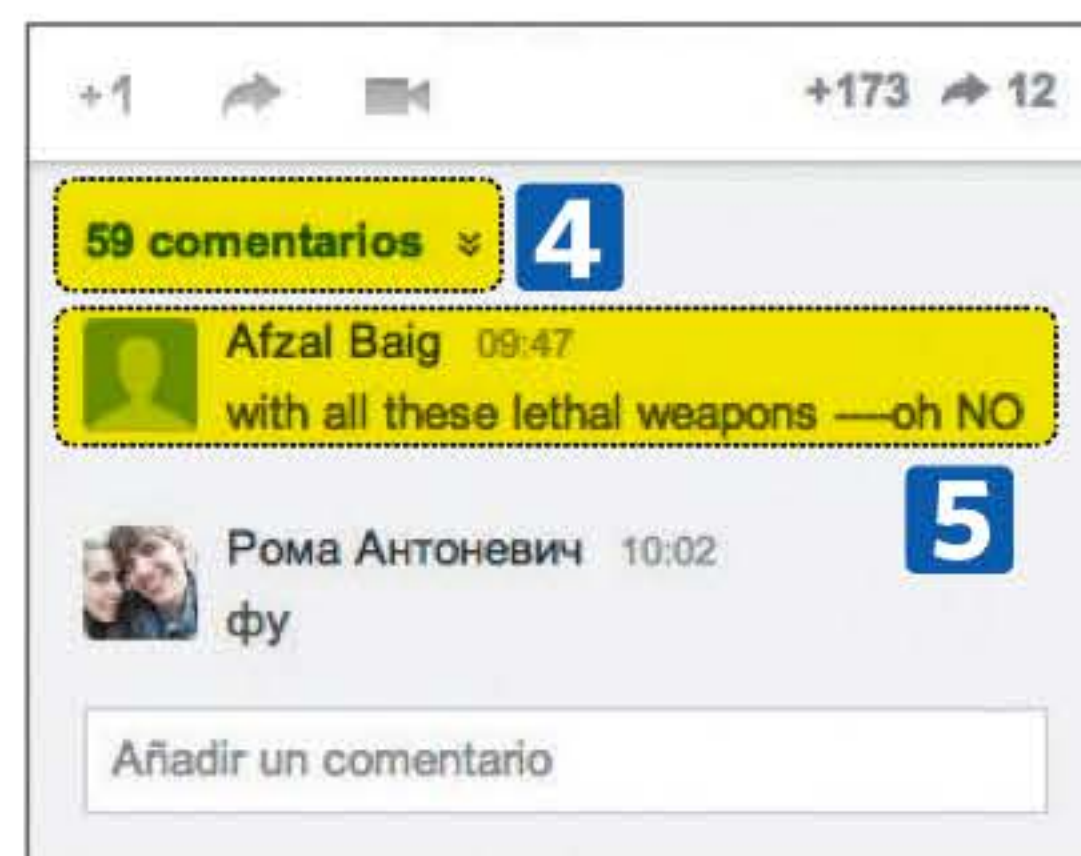 +1 +173 12
59 comentarios 4
Afzal Baig 09:47
with all these lethal weapons —–oh NO
5
Рома Антоневич 10:02
фу
Añadir un comentario